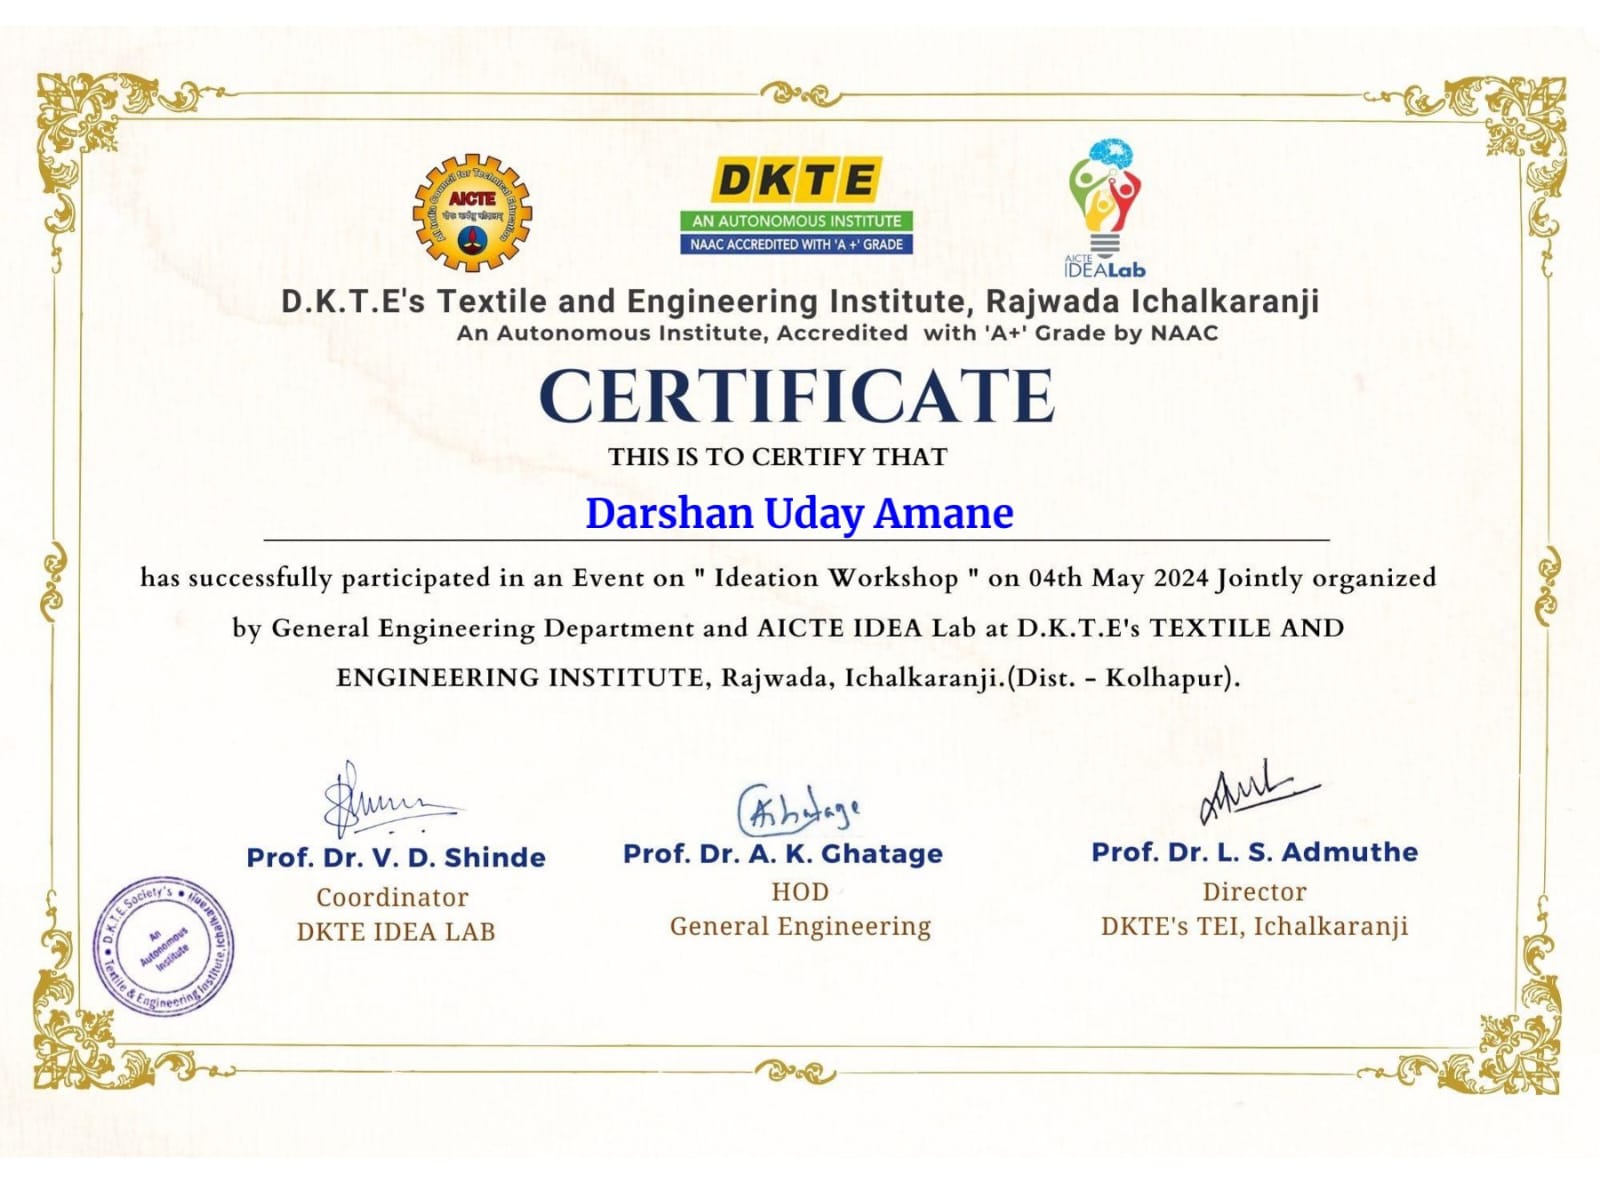 All India Council for Technical Education
AICTE
DKTE
AN AUTONOMOUS INSTITUTE
NAAC ACCREDITED WITH 'A +' GRADE
AICTE
IDEALab
D.K.T.E's Textile and Engineering Institute, Rajwada Ichalkaranji
An Autonomous Institute, Accredited with 'A+' Grade by NAAC
CERTIFICATE
THIS IS TO CERTIFY THAT
Darshan Uday Amane
has successfully participated in an Event on " Ideation Workshop " on 04th May 2024 Jointly organized
by General Engineering Department and AICTE IDEA Lab at D.K.T.E's TEXTILE AND
ENGINEERING INSTITUTE, Rajwada, Ichalkaranji.(Dist. - Kolhapur).
Prof. Dr. V. D. Shinde
Coordinator
DKTE IDEA LAB
Prof. Dr. A. K. Ghatage
HOD
General Engineering
Prof. Dr. L. S. Admuthe
Director
DKTE's TEI, Ichalkaranji
D.K.T.E.Society's
Textile & Engineering Institute, Ichalkaranji
An
Autonomous
Institute